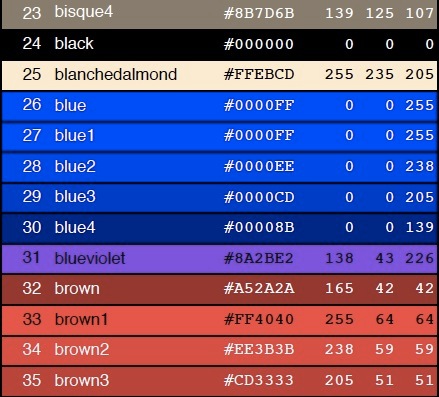 23 bisque4 #8B7D6B 139 125 107
24 black #000000 0 0 0
25 blanchedalmond #FFEBCD 255 235 205
26 blue #0000FF 0 0 255
27 blue1 #0000FF 0 0 255
28 blue2 #0000EE 0 0 238
29 blue3 #0000CD 0 0 205
30 blue4 #00008B 0 0 139
31 blueviolet #8A2BE2 138 43 226
32 brown #A52A2A 165 42 42
33 brown1 #FF4040 255 64 64
34 brown2 #EE3B3B 238 59 59
35 brown3 #CD3333 205 51 51